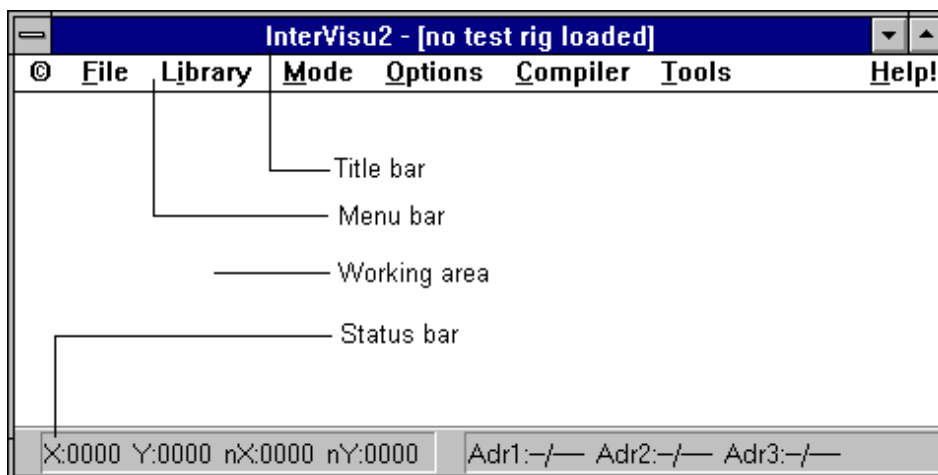 InterVisu2 - [no test rig loaded]
© File Library Mode Options Compiler Tools Help!
Title bar
Menu bar
Working area
Status bar
X:0000 Y:0000 nX:0000 nY:0000 Adr1:–/–– Adr2:–/–– Adr3:–/––